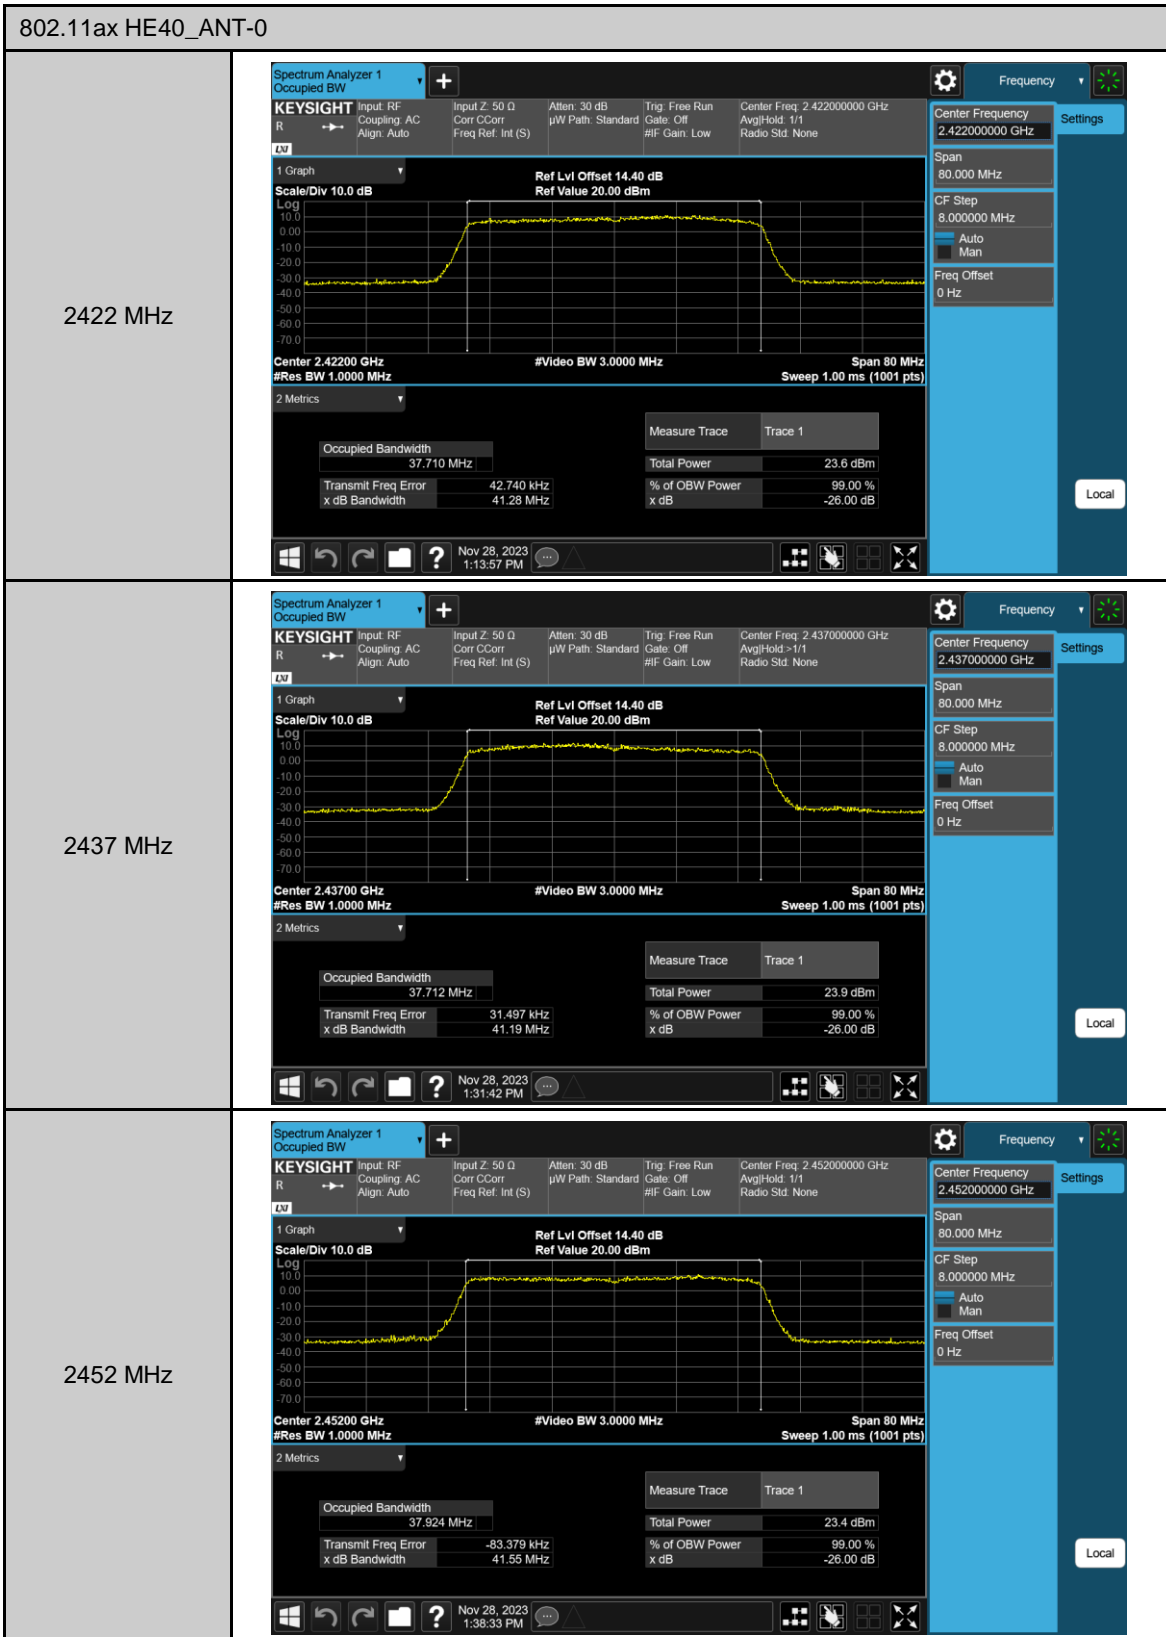 802.11ax HE40_ANT-0
2422 MHz
Spectrum Analyzer 1
Occupied BW
Frequency
KEYSIGHT
R
LXI
Input: RF
Coupling: AC
Align: Auto
Input Z: 50 Ω
Corr CCorr
Freq Ref: Int (S)
Atten: 30 dB
µW Path: Standard
Trig: Free Run
Gate: Off
#IF Gain: Low
Center Freq: 2.422000000 GHz
Avg|Hold: 1/1
Radio Std: None
Center Frequency
2.422000000 GHz
Settings
Span
80.000 MHz
CF Step
8.000000 MHz
Auto
Man
Freq Offset
0 Hz
Local
1 Graph
Scale/Div 10.0 dB
Ref Lvl Offset 14.40 dB
Ref Value 20.00 dBm
Log
10.0
0.00
-10.0
-20.0
-30.0
-40.0
-50.0
-60.0
-70.0
Center 2.42200 GHz
#Video BW 3.0000 MHz
Span 80 MHz
#Res BW 1.0000 MHz
Sweep 1.00 ms (1001 pts)
2 Metrics
Measure Trace Trace 1
Occupied Bandwidth
37.710 MHz
Total Power 23.6 dBm
Transmit Freq Error 42.740 kHz
% of OBW Power 99.00 %
x dB Bandwidth 41.28 MHz
x dB -26.00 dB
?
Nov 28, 2023
1:13:57 PM
2437 MHz
Spectrum Analyzer 1
Occupied BW
Frequency
KEYSIGHT
R
LXI
Input: RF
Coupling: AC
Align: Auto
Input Z: 50 Ω
Corr CCorr
Freq Ref: Int (S)
Atten: 30 dB
µW Path: Standard
Trig: Free Run
Gate: Off
#IF Gain: Low
Center Freq: 2.437000000 GHz
Avg|Hold:>1/1
Radio Std: None
Center Frequency
2.437000000 GHz
Settings
Span
80.000 MHz
CF Step
8.000000 MHz
Auto
Man
Freq Offset
0 Hz
Local
1 Graph
Scale/Div 10.0 dB
Ref Lvl Offset 14.40 dB
Ref Value 20.00 dBm
Log
10.0
0.00
-10.0
-20.0
-30.0
-40.0
-50.0
-60.0
-70.0
Center 2.43700 GHz
#Video BW 3.0000 MHz
Span 80 MHz
#Res BW 1.0000 MHz
Sweep 1.00 ms (1001 pts)
2 Metrics
Measure Trace Trace 1
Occupied Bandwidth
37.712 MHz
Total Power 23.9 dBm
Transmit Freq Error 31.497 kHz
% of OBW Power 99.00 %
x dB Bandwidth 41.19 MHz
x dB -26.00 dB
?
Nov 28, 2023
1:31:42 PM
2452 MHz
Spectrum Analyzer 1
Occupied BW
Frequency
KEYSIGHT
R
LXI
Input: RF
Coupling: AC
Align: Auto
Input Z: 50 Ω
Corr CCorr
Freq Ref: Int (S)
Atten: 30 dB
µW Path: Standard
Trig: Free Run
Gate: Off
#IF Gain: Low
Center Freq: 2.452000000 GHz
Avg|Hold: 1/1
Radio Std: None
Center Frequency
2.452000000 GHz
Settings
Span
80.000 MHz
CF Step
8.000000 MHz
Auto
Man
Freq Offset
0 Hz
Local
1 Graph
Scale/Div 10.0 dB
Ref Lvl Offset 14.40 dB
Ref Value 20.00 dBm
Log
10.0
0.00
-10.0
-20.0
-30.0
-40.0
-50.0
-60.0
-70.0
Center 2.45200 GHz
#Video BW 3.0000 MHz
Span 80 MHz
#Res BW 1.0000 MHz
Sweep 1.00 ms (1001 pts)
2 Metrics
Measure Trace Trace 1
Occupied Bandwidth
37.924 MHz
Total Power 23.4 dBm
Transmit Freq Error -83.379 kHz
% of OBW Power 99.00 %
x dB Bandwidth 41.55 MHz
x dB -26.00 dB
?
Nov 28, 2023
1:38:33 PM